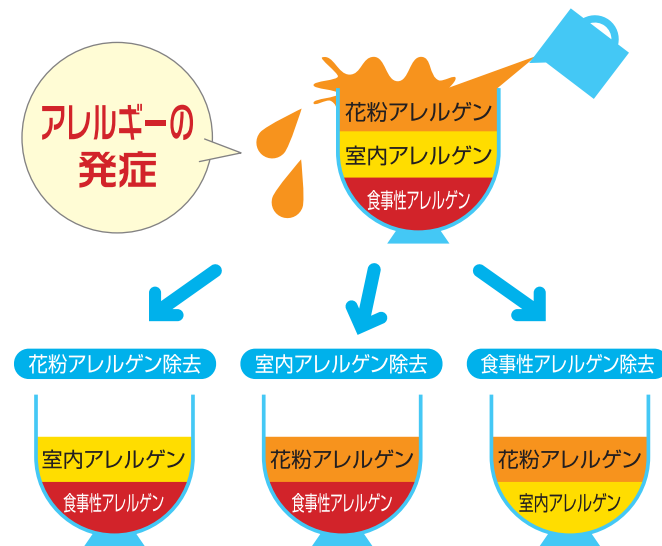 アレルギーの
発症
花粉アレルゲン
室内アレルゲン
食事性アレルゲン
花粉アレルゲン除去
室内アレルゲン
食事性アレルゲン
室内アレルゲン除去
花粉アレルゲン
食事性アレルゲン
食事性アレルゲン除去
花粉アレルゲン
室内アレルゲン